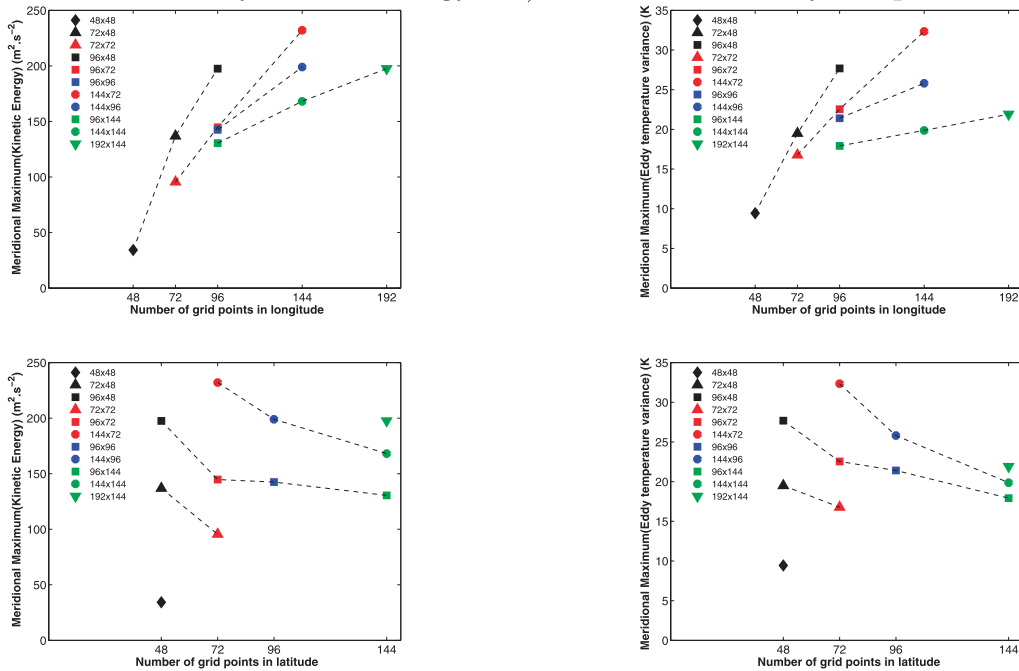 250
200
150
100
50
0
Meridional Maximum(Kinetic Energy) (m².s⁻²)
48x48
72x48
72x72
96x48
96x72
96x96
144x72
144x96
96x144
144x144
192x144
48 72 96 144 192
Number of grid points in longitude
35
30
25
20
15
10
5
0
Meridional Maximum(Eddy temperature variance) (K
48x48
72x48
96x48
72x72
96x72
144x72
96x96
144x96
96x144
144x144
192x144
48 72 96 144 192
Number of grid points in longitude
250
200
150
100
50
0
Meridional Maximum(Kinetic Energy) (m².s⁻²)
48x48
72x48
96x48
72x72
96x72
144x72
96x96
144x96
96x144
144x144
192x144
48 72 96 144
Number of grid points in latitude
35
30
25
20
15
10
5
0
Meridional Maximum(Eddy temperature variance) (K
48x48
72x48
96x48
72x72
96x72
144x72
96x96
144x96
96x144
144x144
192x144
48 72 96 144
Number of grid points in latitude